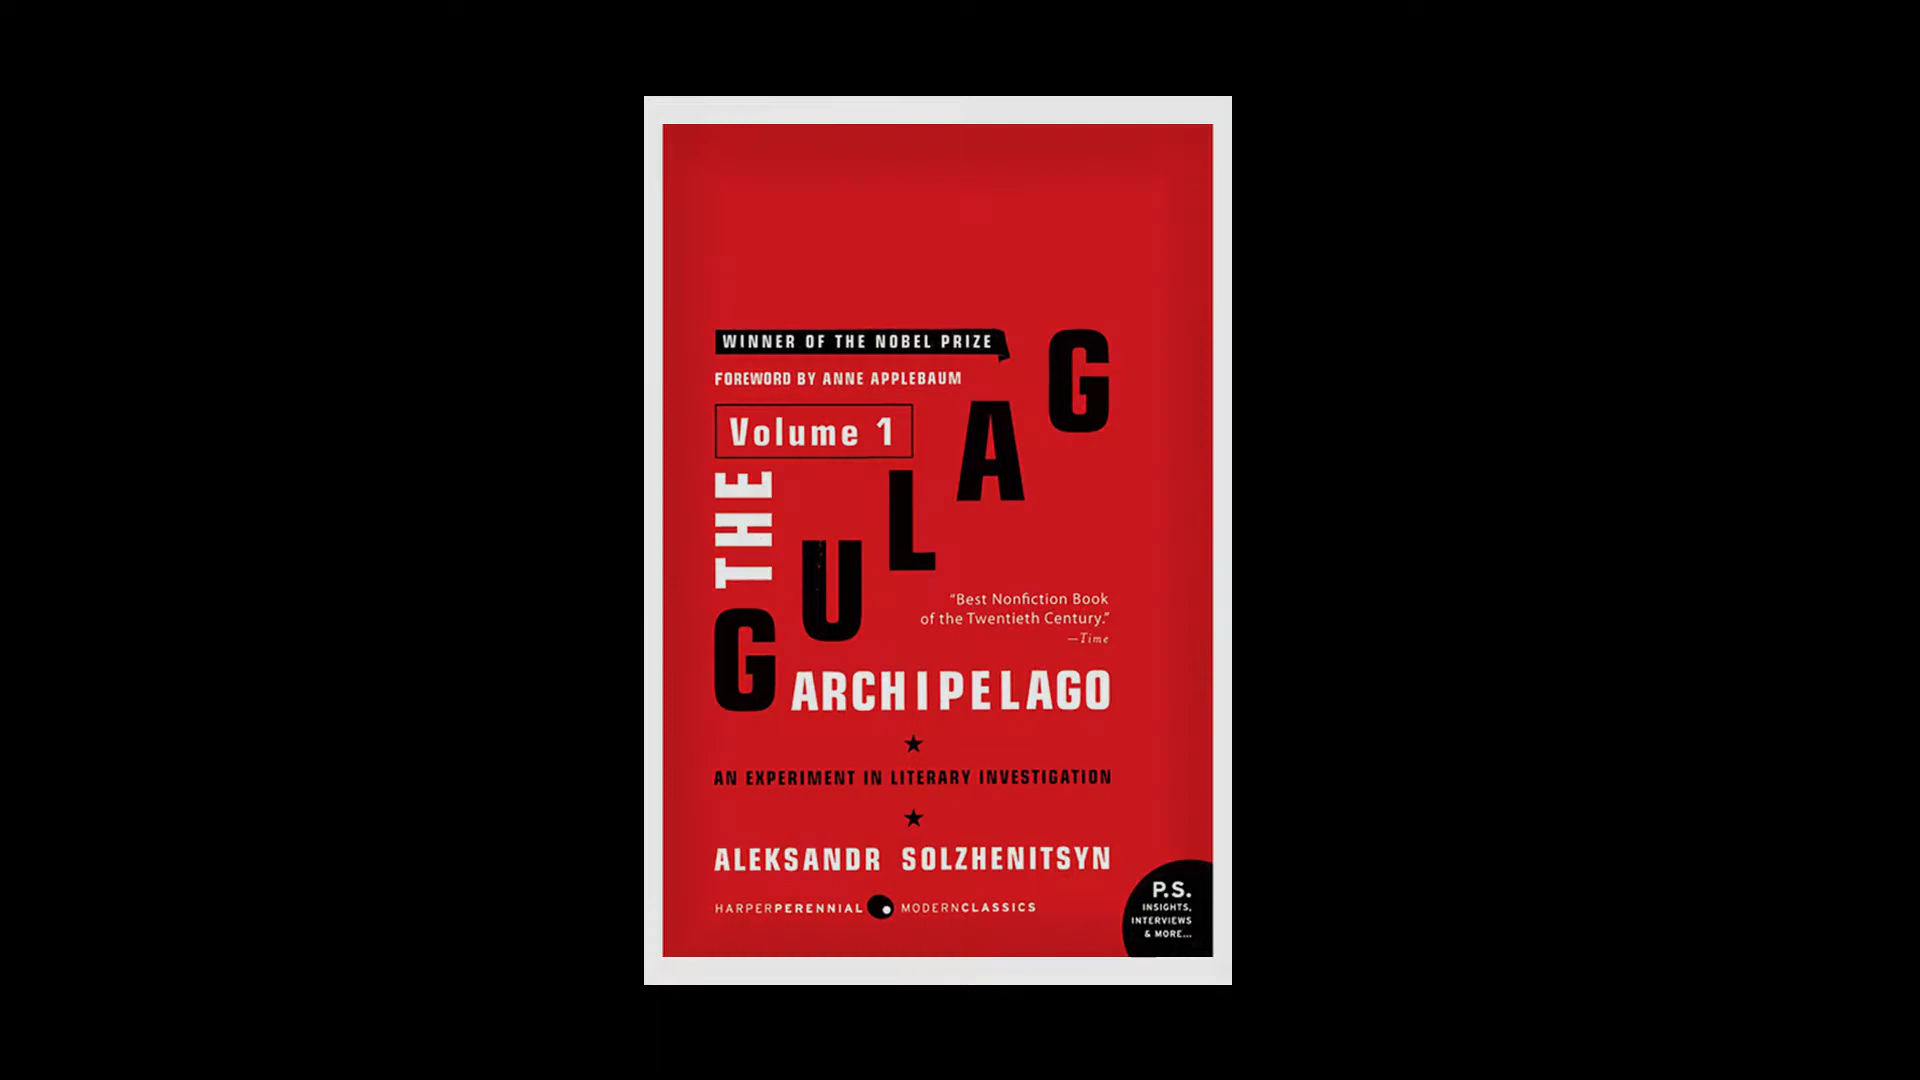 WINNER OF THE NOBEL PRIZE
FOREWORD BY ANNE APPLEBAUM
Volume 1
THE
GULAG
"Best Nonfiction Book
of the Twentieth Century."
—Time
ARCHIPELAGO
AN EXPERIMENT IN LITERARY INVESTIGATION
ALEKSANDR SOLZHENITSYN
HARPERPERENNIAL MODERNCLASSICS
P.S.
INSIGHTS,
INTERVIEWS
& MORE...